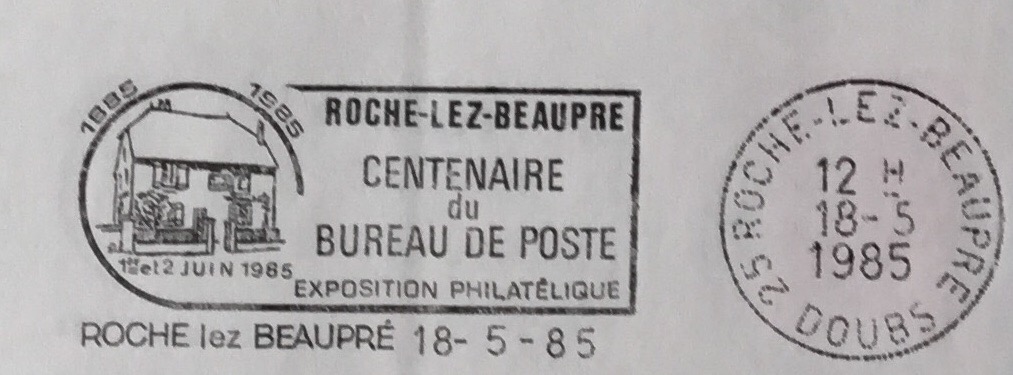 1885 1985
ROCHE-LEZ-BEAUPRE
CENTENAIRE
du
BUREAU DE POSTE
1er et 2 JUIN 1985
EXPOSITION PHILATÉLIQUE
ROCHE lez BEAUPRÉ 18- 5 -85
25 ROCHE-LEZ-BEAUPRE
12 H
18-5
1985
DOUBS